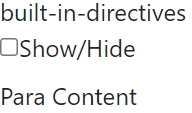 built-in-directives
Show/Hide
Para Content